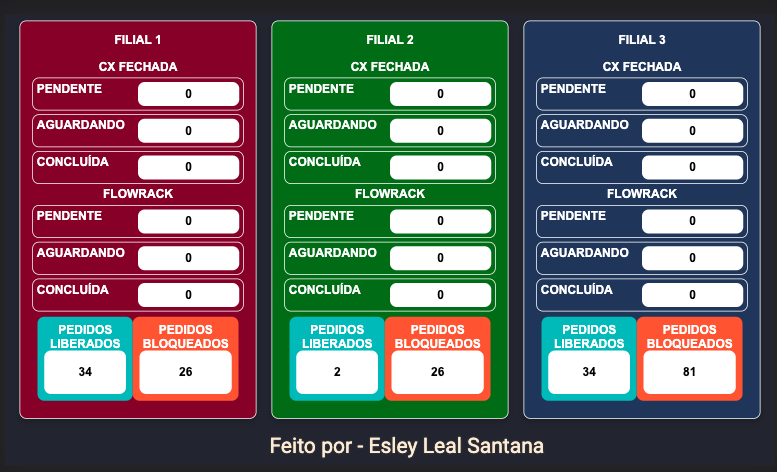 FILIAL 1
CX FECHADA
PENDENTE 0
AGUARDANDO 0
CONCLUÍDA 0
FLOWRACK
PENDENTE 0
AGUARDANDO 0
CONCLUÍDA 0
PEDIDOS
LIBERADOS
34
PEDIDOS
BLOQUEADOS
26
FILIAL 2
CX FECHADA
PENDENTE 0
AGUARDANDO 0
CONCLUÍDA 0
FLOWRACK
PENDENTE 0
AGUARDANDO 0
CONCLUÍDA 0
PEDIDOS
LIBERADOS
2
PEDIDOS
BLOQUEADOS
26
FILIAL 3
CX FECHADA
PENDENTE 0
AGUARDANDO 0
CONCLUÍDA 0
FLOWRACK
PENDENTE 0
AGUARDANDO 0
CONCLUÍDA 0
PEDIDOS
LIBERADOS
34
PEDIDOS
BLOQUEADOS
81
Feito por - Esley Leal Santana